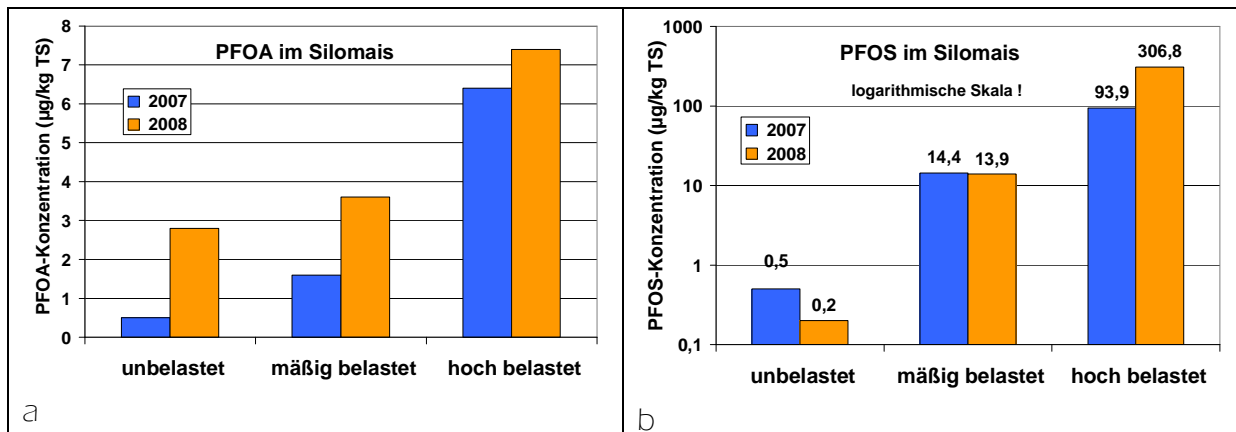 PFOA im Silomais
PFOA-Konzentration (µg/kg TS)
8
7
6
5
4
3
2
1
0
2007
2008
unbelastet mäßig belastet hoch belastet
a
PFOS im Silomais
logarithmische Skala !
PFOS-Konzentration (µg/kg TS)
1000
100
10
1
0,1
2007
2008
0,5
0,2
14,4
13,9
93,9
306,8
unbelastet mäßig belastet hoch belastet
b